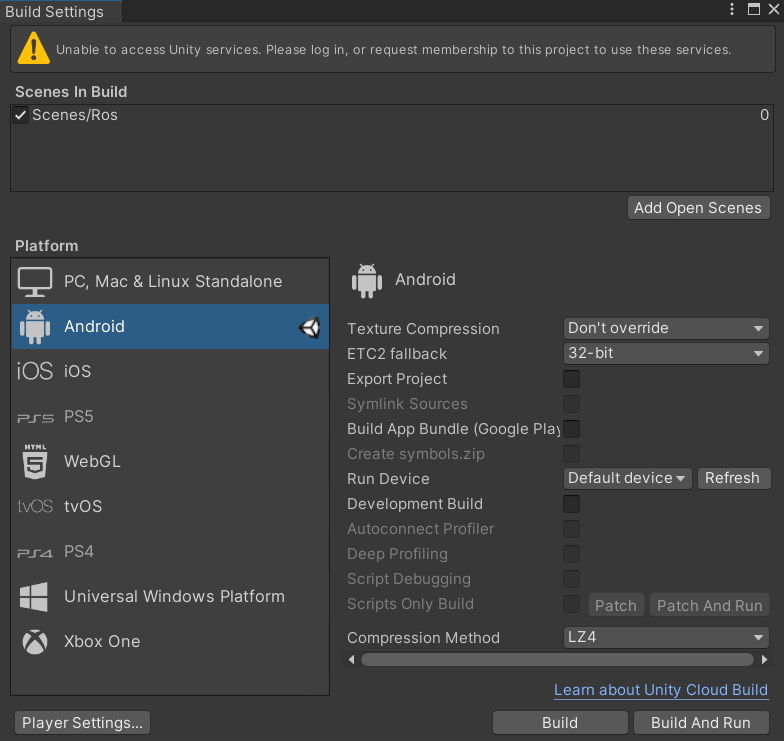 Build Settings
Unable to access Unity services. Please log in, or request membership to this project to use these services.
Scenes In Build
Scenes/Ros 0
Add Open Scenes
Platform
PC, Mac & Linux Standalone
Android
iOS iOS
PS5 PS5
HTML 5 WebGL
tvOS tvOS
PS4 PS4
Universal Windows Platform
Xbox One
Android
Texture Compression Don't override
ETC2 fallback 32-bit
Export Project
Symlink Sources
Build App Bundle (Google Play
Create symbols.zip
Run Device Default device Refresh
Development Build
Autoconnect Profiler
Deep Profiling
Script Debugging
Scripts Only Build Patch Patch And Run
Compression Method LZ4
Learn about Unity Cloud Build
Player Settings... Build Build And Run